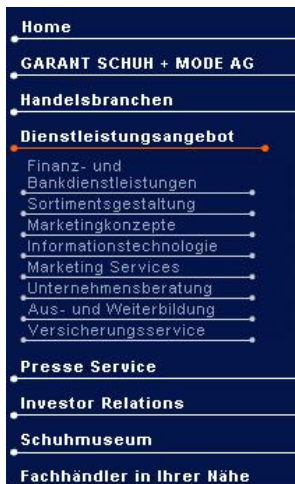 Home
GARANT SCHUH + MODE AG
Handelsbranchen
Dienstleistungsangebot
Finanz- und
Bankdienstleistungen
Sortimentsgestaltung
Marketingkonzepte
Informationstechnologie
Marketing Services
Unternehmensberatung
Aus- und Weiterbildung
Versicherungsservice
Presse Service
Investor Relations
Schuhmuseum
Fachhändler in Ihrer Nähe